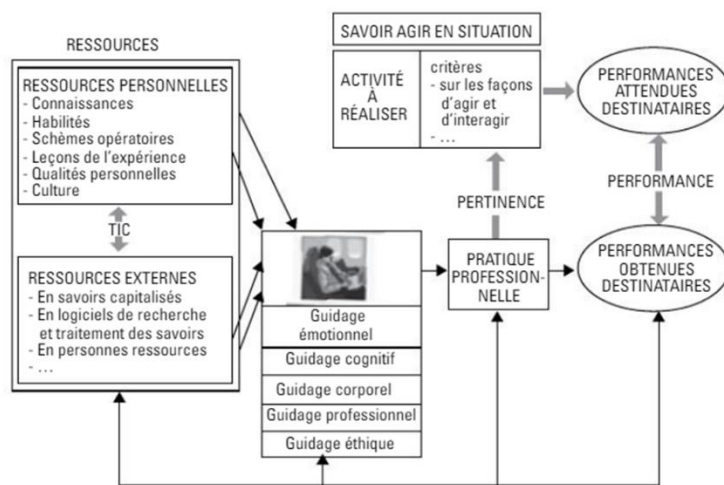 RESSOURCES
RESSOURCES PERSONNELLES
- Connaissances
- Habilités
- Schèmes opératoires
- Leçons de l'expérience
- Qualités personnelles
- Culture
TIC
RESSOURCES EXTERNES
- En savoirs capitalisés
- En logiciels de recherche
et traitement des savoirs
- En personnes ressources
- ...
Guidage
émotionnel
Guidage cognitif
Guidage corporel
Guidage professionnel
Guidage éthique
SAVOIR AGIR EN SITUATION
ACTIVITÉ
À
RÉALISER
critères
- sur les façons
d'agir et
d'interagir
- ...
PERTINENCE
PRATIQUE
PROFESSION-
NELLE
PERFORMANCES
ATTENDUES
DESTINATAIRES
PERFORMANCE
PERFORMANCES
OBTENUES
DESTINATAIRES